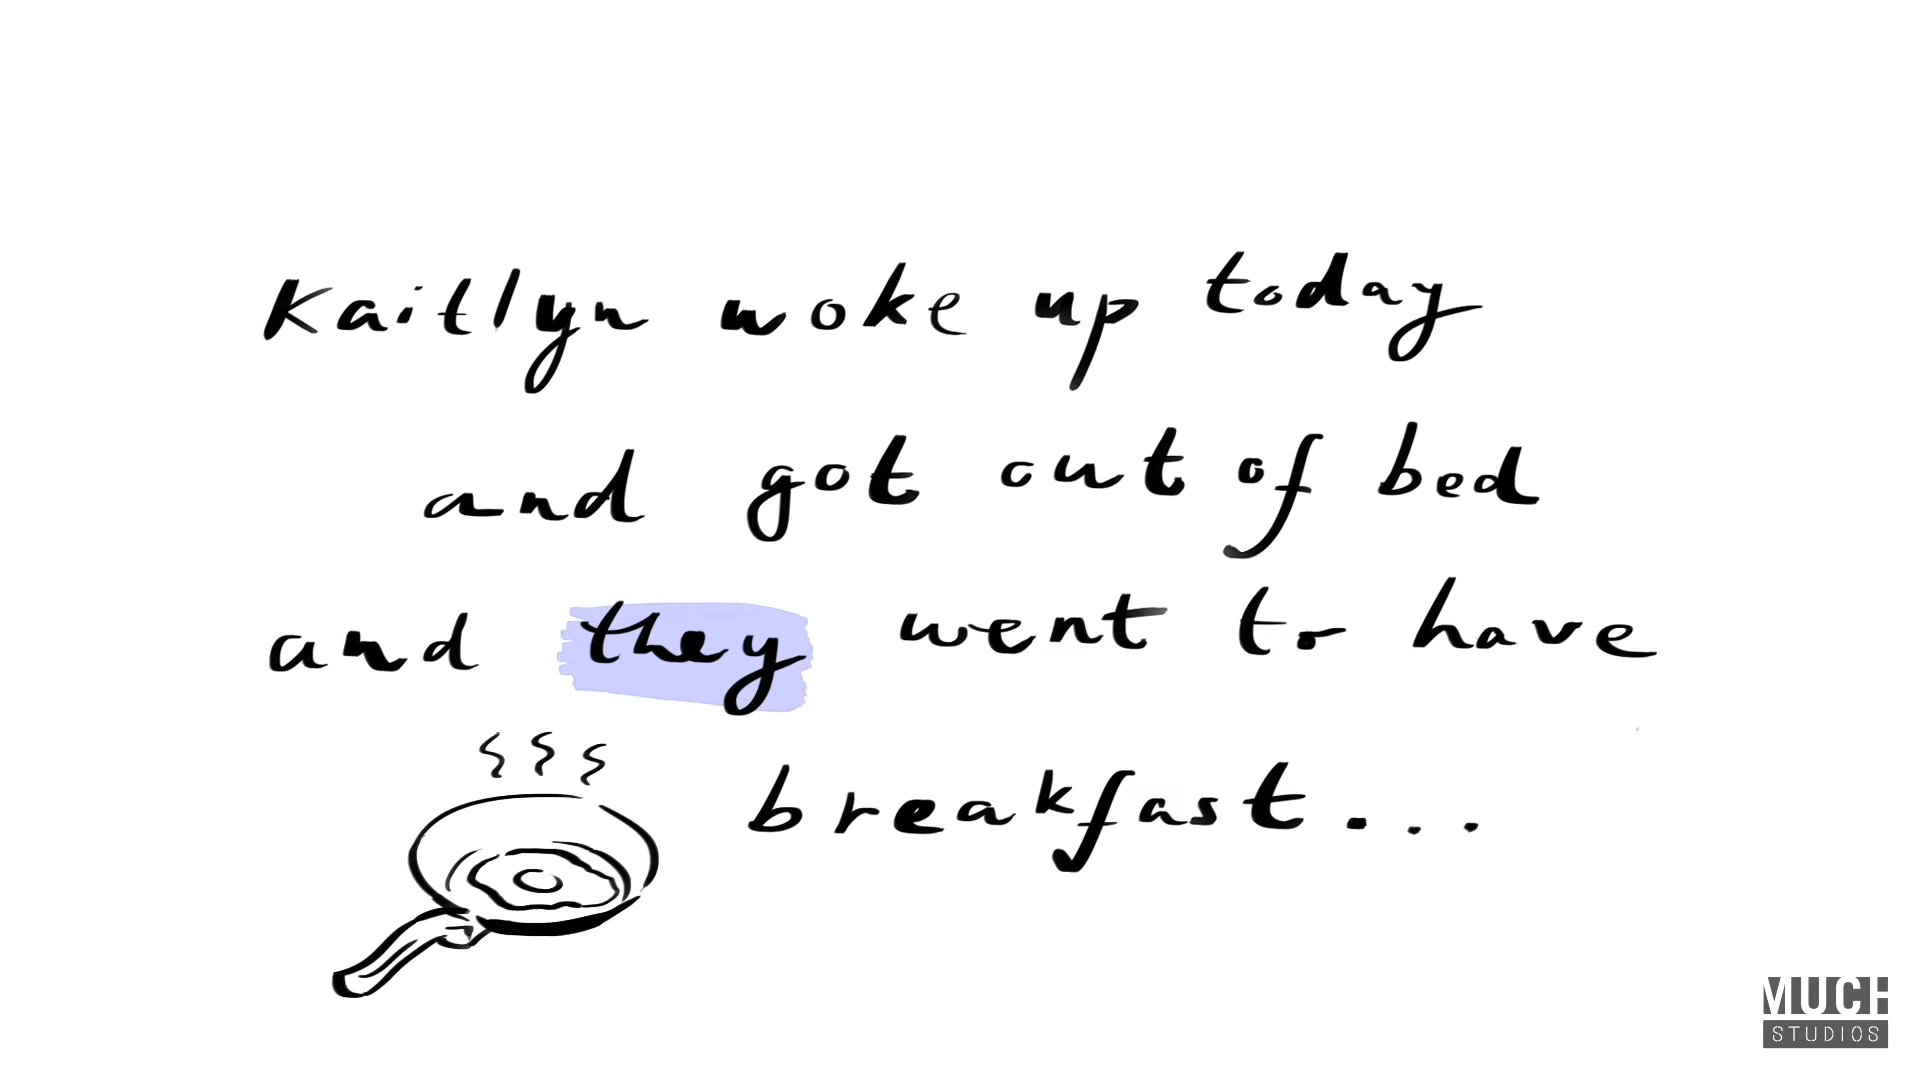 Kaitlyn woke up today
and got out of bed
and they went to have
breakfast...
MUCH
STUDIOS